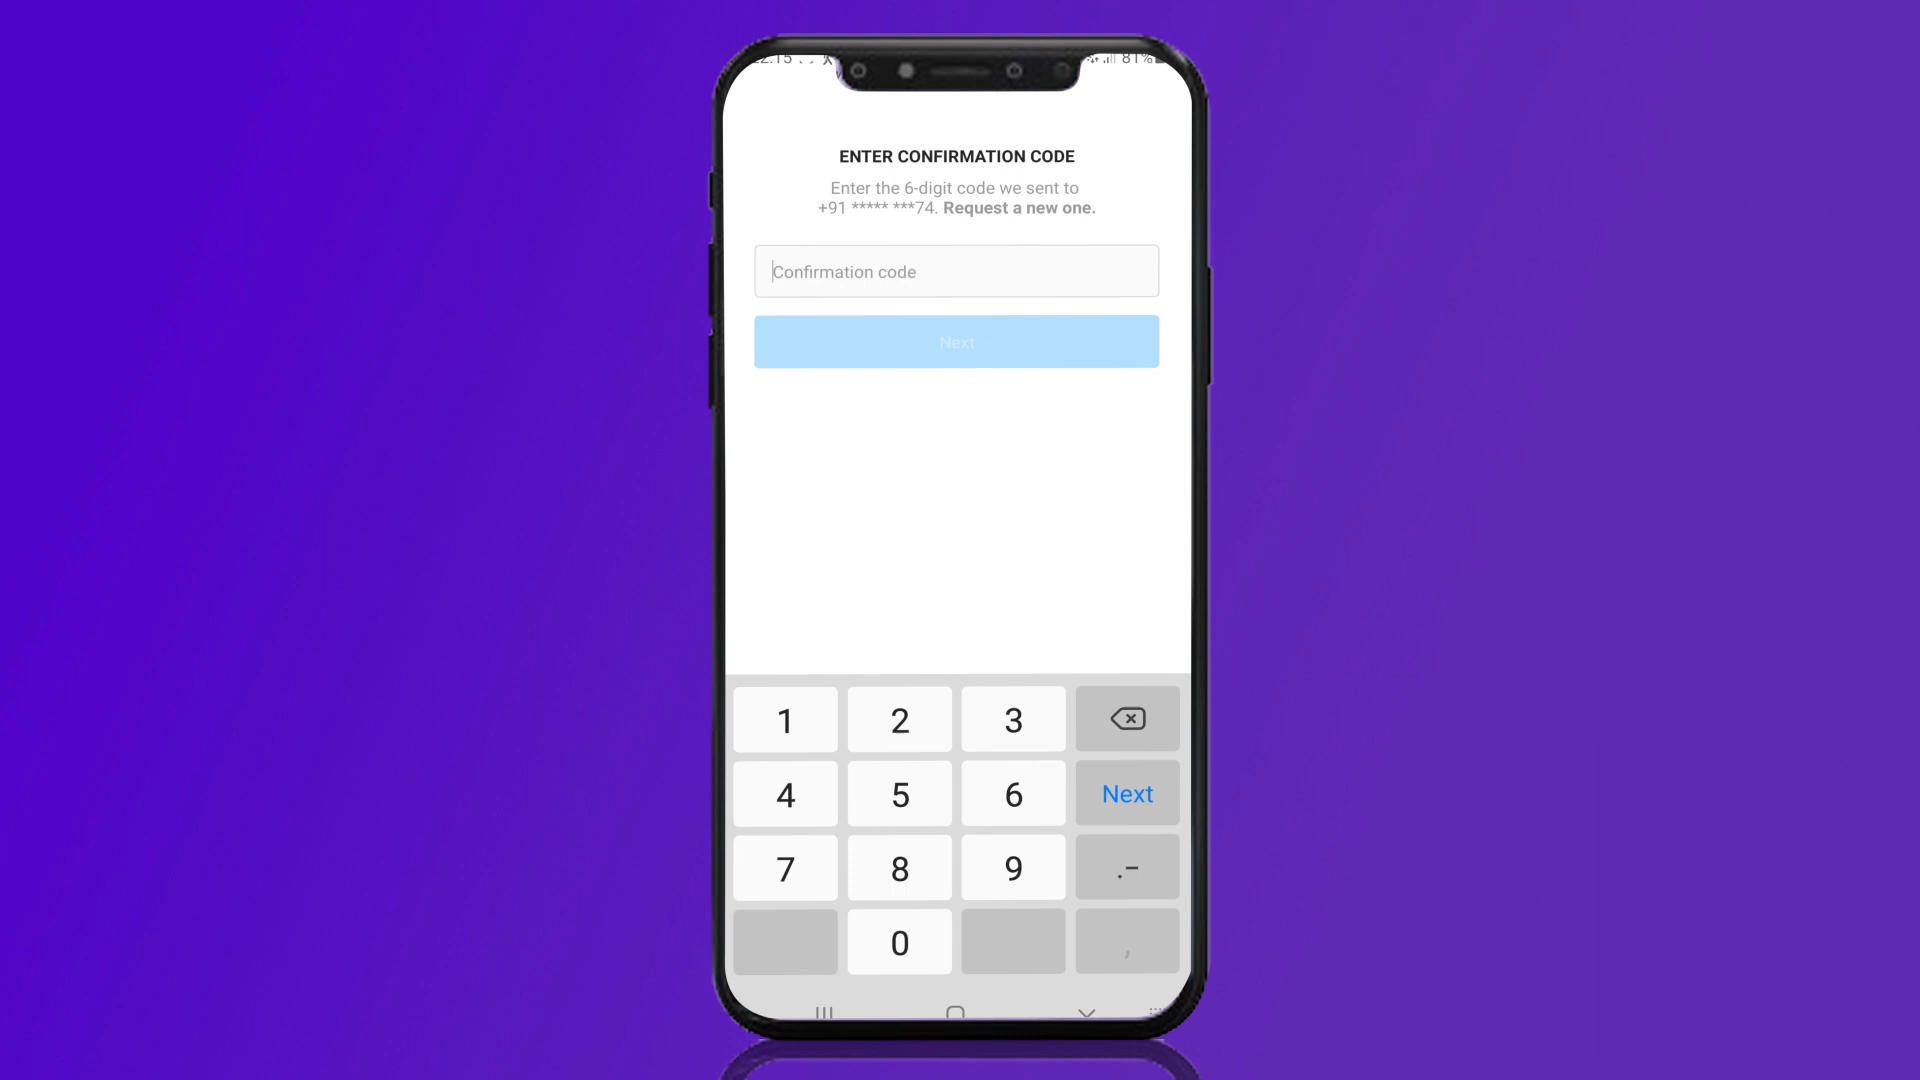 81%
ENTER CONFIRMATION CODE
Enter the 6-digit code we sent to
+91 ***** ***74. Request a new one.
Confirmation code
Next
1 2 3
4 5 6 Next
7 8 9 .-
0 ,